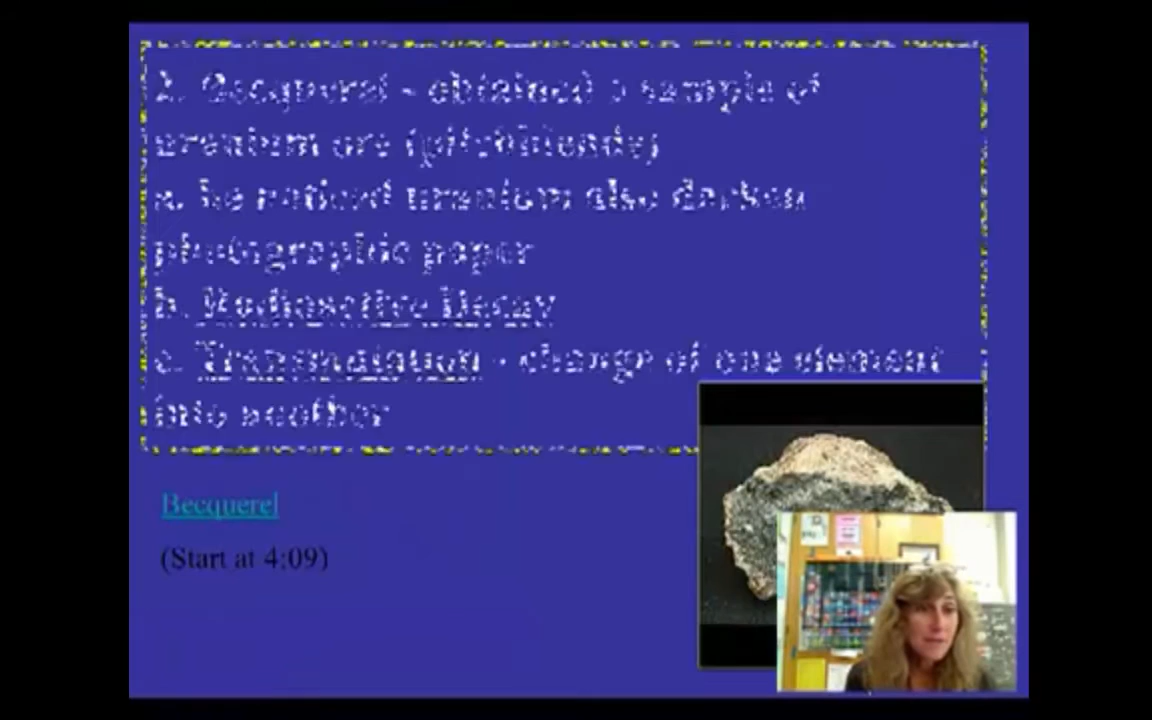 2. Becquerel - obtained a sample of
uranium ore (pitchblende)
a. he noticed uranium also darken
photographic paper
b. Radioactive Decay
c. Transmutation - change of one element
into another
Becquerel
(Start at 4:09)